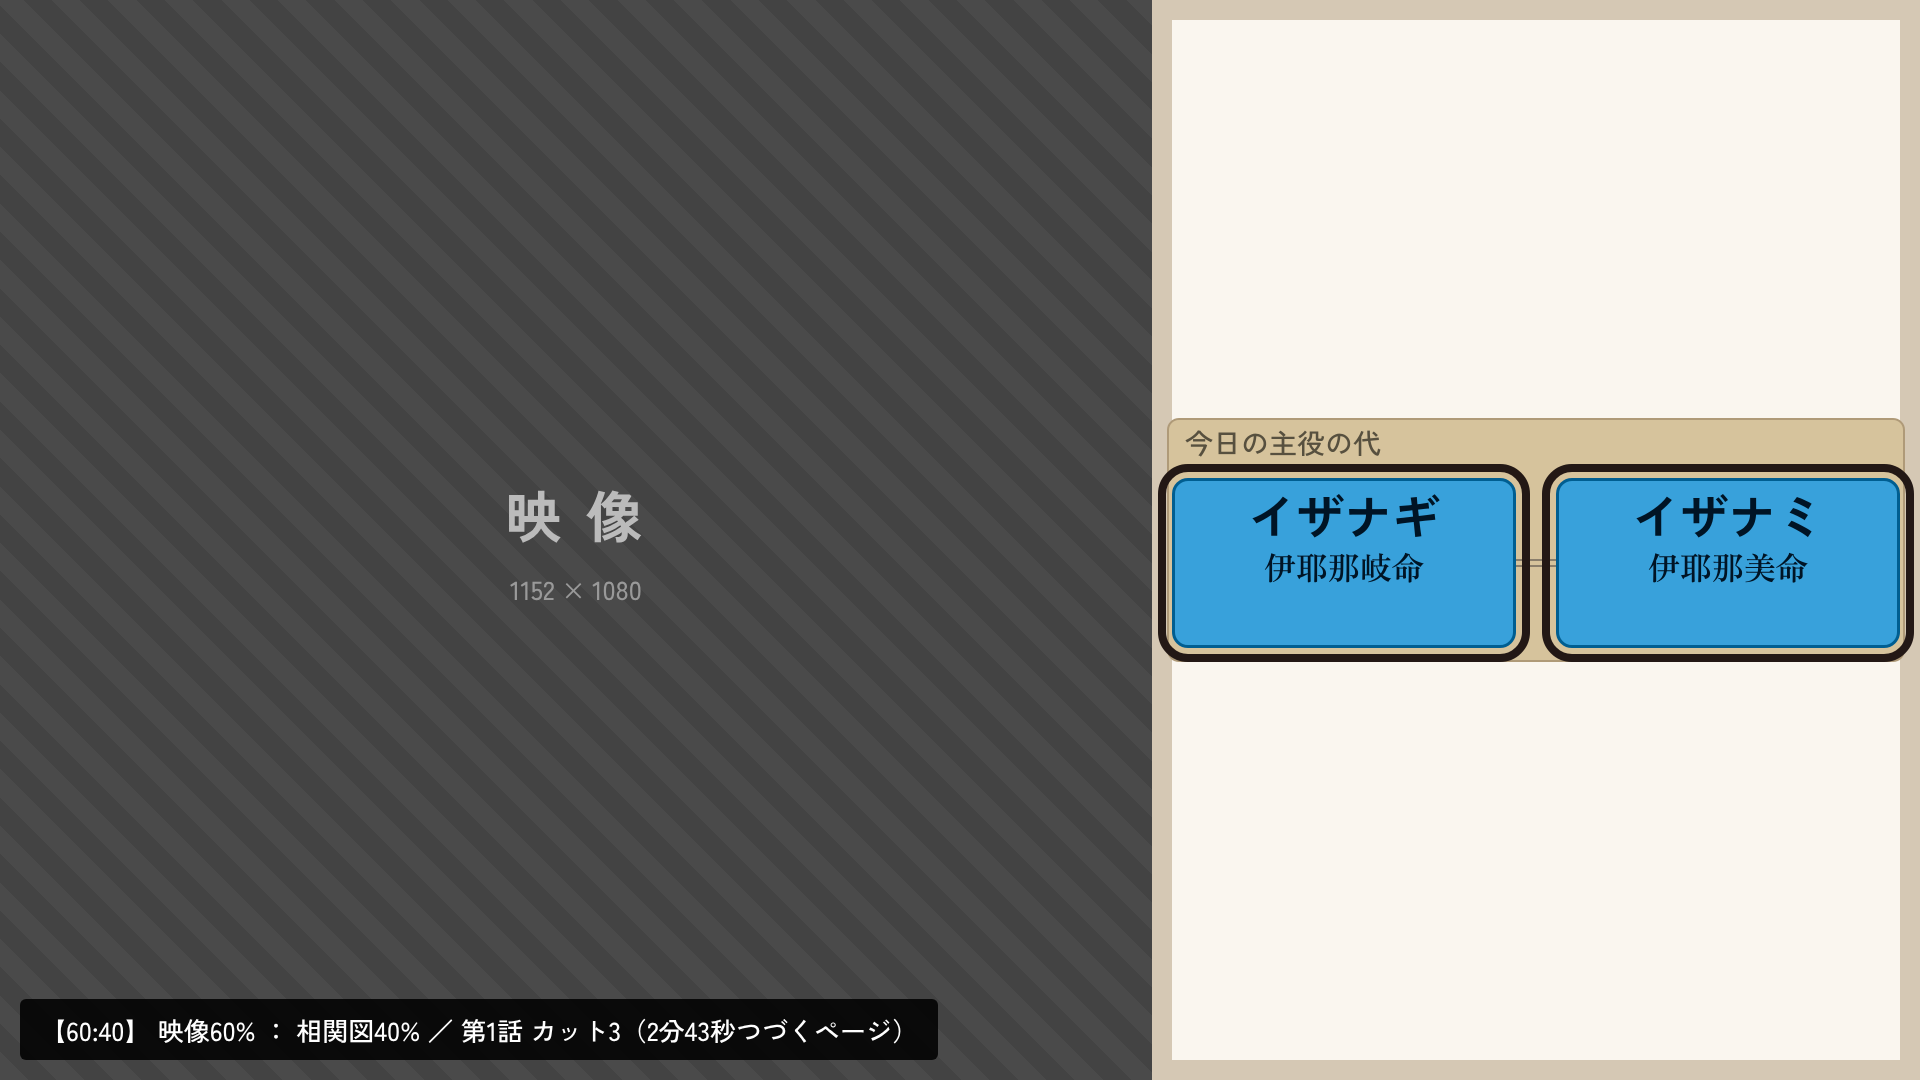 映像
1152 × 1080
【60:40】 映像60% ： 相関図40% ／ 第1話 カット3（2分43秒つづくページ）
今日の主役の代
イザナギ
伊耶那岐命
イザナミ
伊耶那美命